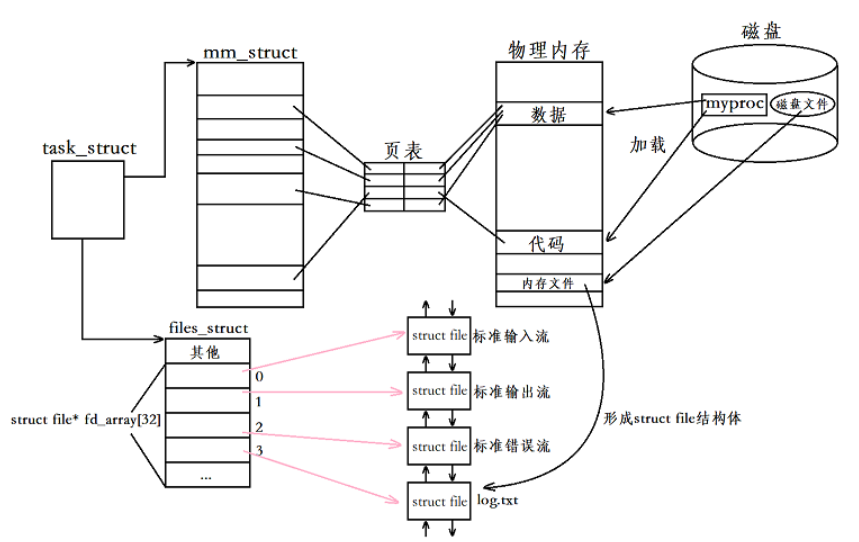 磁盘
mm_struct
物理内存
myproc
磁盘文件
数据
task_struct
页表
加载
代码
内存文件
files_struct
其他
struct file
标准输入流
0
struct file
标准输出流
1
struct file* fd_array[32]
形成struct file结构体
2
struct file
标准错误流
3
...
struct file
log.txt